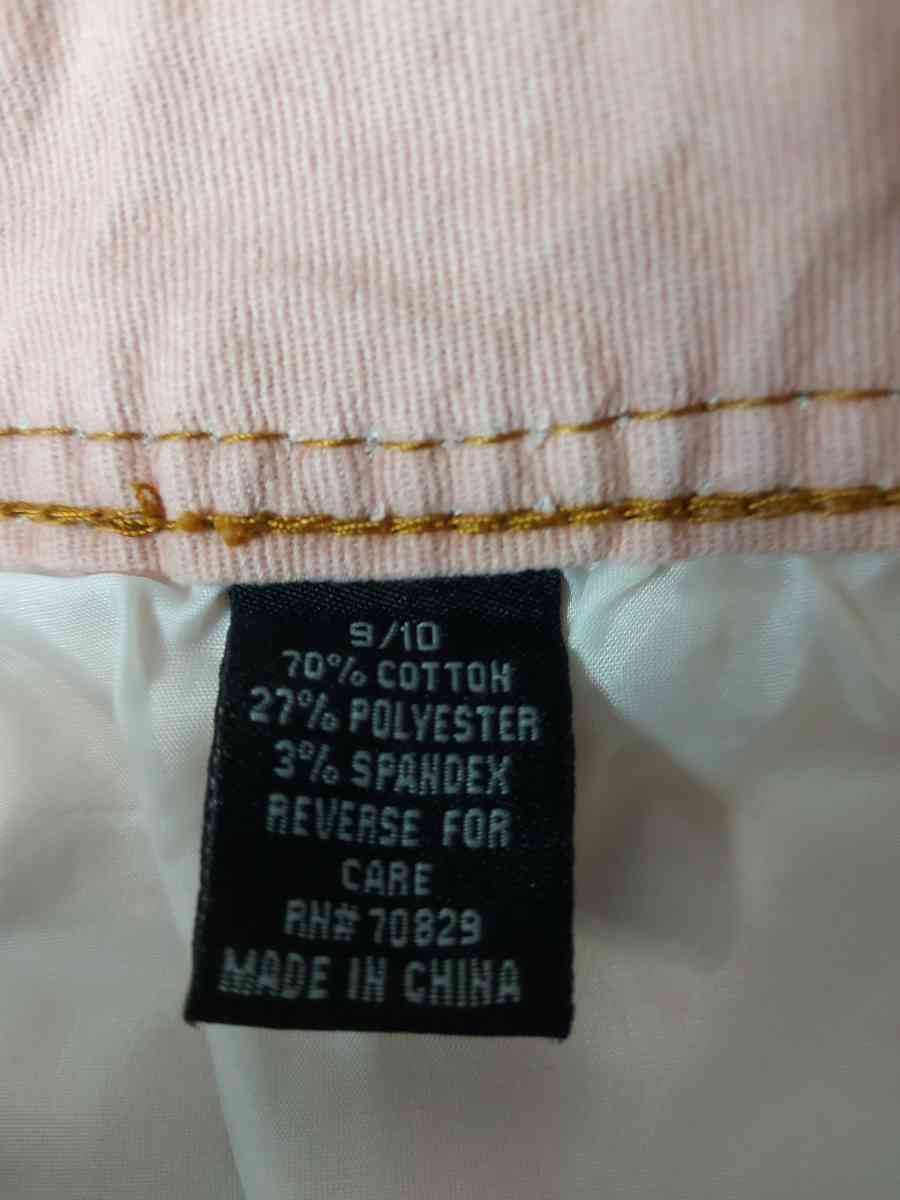 9/10
70% COTTON
27% POLYESTER
3% SPANDEX
REVERSE FOR
CARE
RN# 70829
MADE IN CHINA